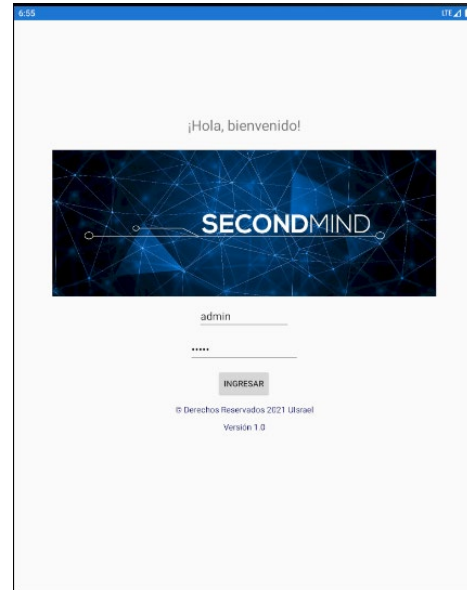 6:55 LTE
¡Hola, bienvenido!
SECONDMIND
admin
•••••
INGRESAR
© Derechos Reservados 2021 UIsrael
Versión 1.0